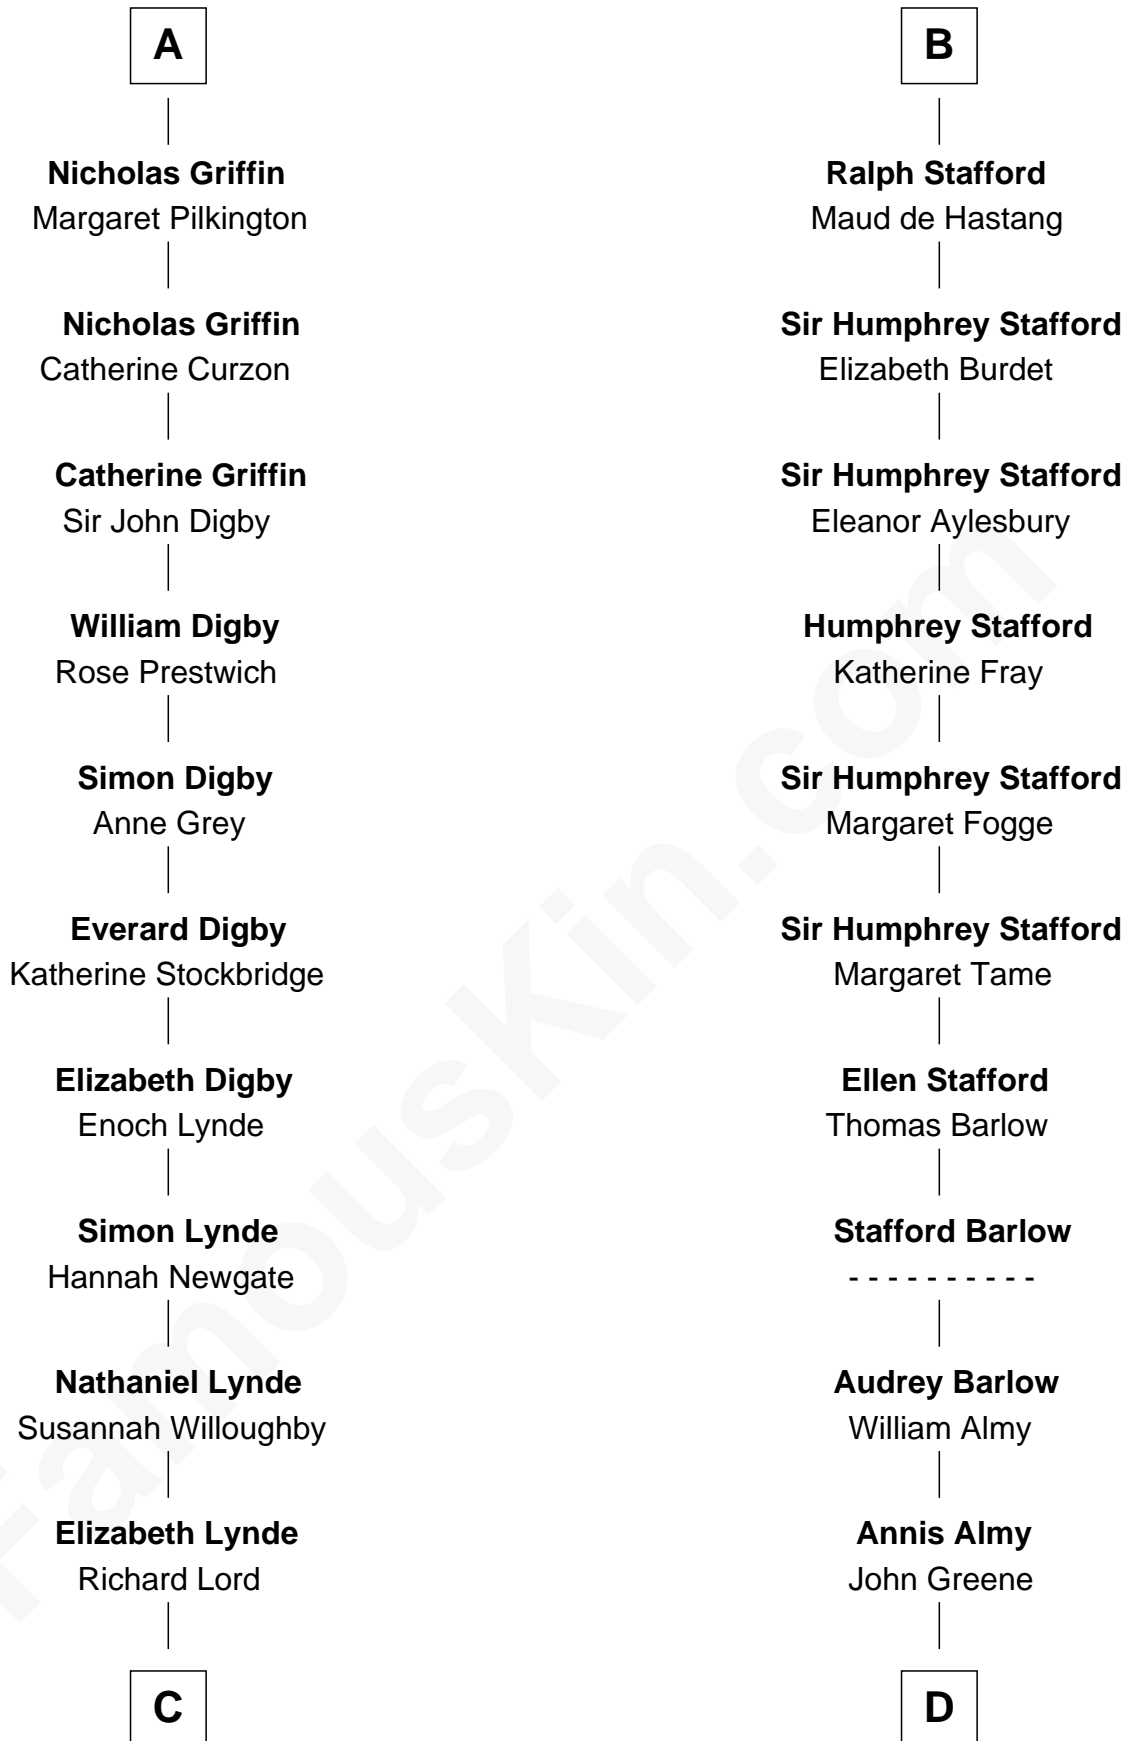 A
Nicholas Griffin
Margaret Pilkington
Nicholas Griffin
Catherine Curzon
Catherine Griffin
Sir John Digby
William Digby
Rose Prestwich
Simon Digby
Anne Grey
Everard Digby
Katherine Stockbridge
Elizabeth Digby
Enoch Lynde
Simon Lynde
Hannah Newgate
Nathaniel Lynde
Susannah Willoughby
Elizabeth Lynde
Richard Lord
C
B
Ralph Stafford
Maud de Hastang
Sir Humphrey Stafford
Elizabeth Burdet
Sir Humphrey Stafford
Eleanor Aylesbury
Humphrey Stafford
Katherine Fray
Sir Humphrey Stafford
Margaret Fogge
Sir Humphrey Stafford
Margaret Tame
Ellen Stafford
Thomas Barlow
Stafford Barlow
- - - - - - - - - -
Audrey Barlow
William Almy
Annis Almy
John Greene
D
FamousKin.com